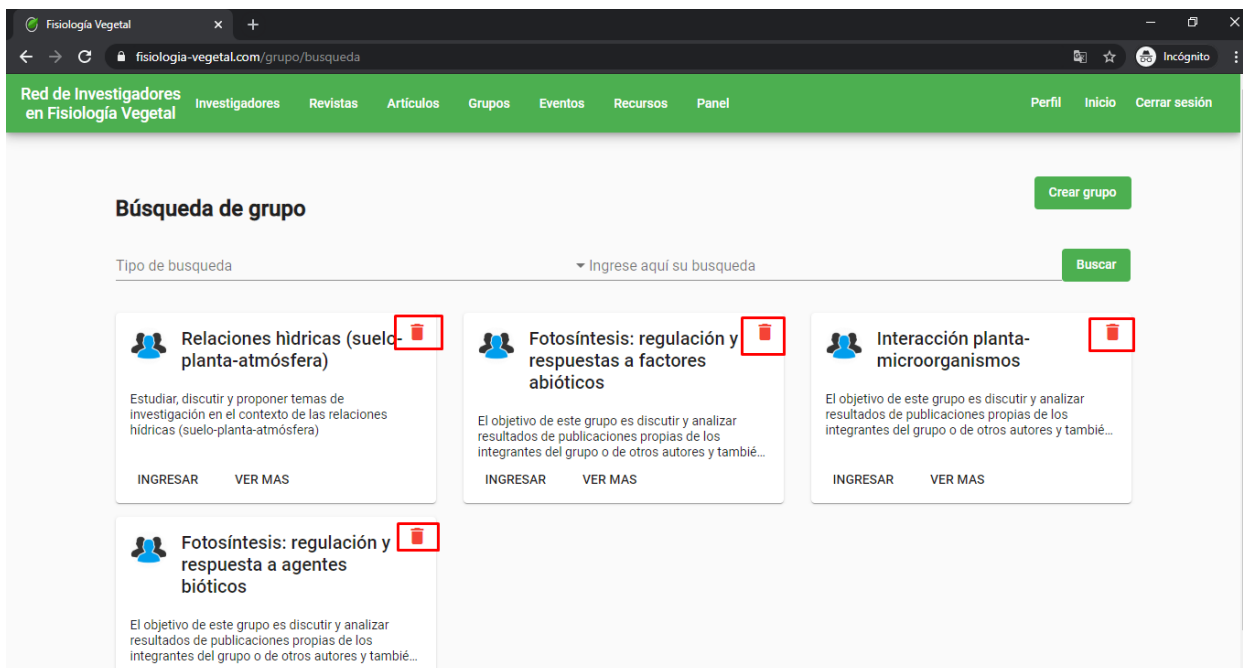 Fisiología Vegetal
fisiologia-vegetal.com/grupo/busqueda
Incógnito
Red de Investigadores
en Fisiología Vegetal
Investigadores
Revistas
Artículos
Grupos
Eventos
Recursos
Panel
Perfil
Inicio
Cerrar sesión
Crear grupo
Búsqueda de grupo
Tipo de busqueda
Ingrese aquí su busqueda
Buscar
Relaciones hìdricas (suelo-
planta-atmósfera)
Estudiar, discutir y proponer temas de
investigación en el contexto de las relaciones
hídricas (suelo-planta-atmósfera)
INGRESAR
VER MAS
Fotosíntesis: regulación y
respuestas a factores
abióticos
El objetivo de este grupo es discutir y analizar
resultados de publicaciones propias de los
integrantes del grupo o de otros autores y tambié...
INGRESAR
VER MAS
Interacción planta-
microorganismos
El objetivo de este grupo es discutir y analizar
resultados de publicaciones propias de los
integrantes del grupo o de otros autores y tambié...
INGRESAR
VER MAS
Fotosíntesis: regulación y
respuesta a agentes
bióticos
El objetivo de este grupo es discutir y analizar
resultados de publicaciones propias de los
integrantes del grupo o de otros autores y tambié...